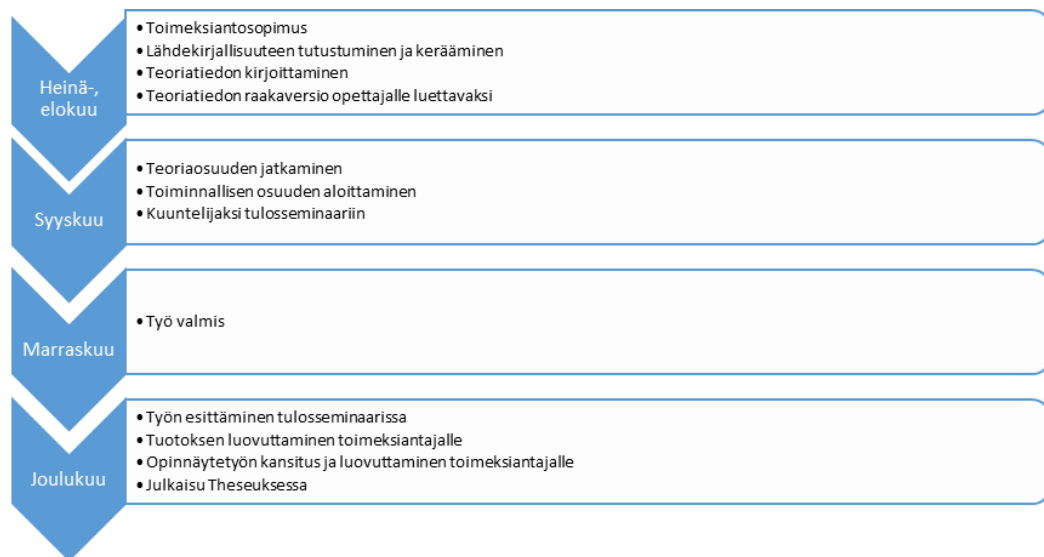 Heinä-,
elokuu
• Toimeksiantosopimus
• Lähdekirjallisuuteen tutustuminen ja kerääminen
• Teoriatiedon kirjoittaminen
• Teoriatiedon raakaversio opettajalle luettavaksi
Syyskuu
• Teoriaosuuden jatkaminen
• Toiminnallisen osuuden aloittaminen
• Kuuntelijaksi tulosseminaariin
Marraskuu
• Työ valmis
Joulukuu
• Työn esittäminen tulosseminaarissa
• Tuotoksen luovuttaminen toimeksiantajalle
• Opinnäytetyön kansitus ja luovuttaminen toimeksiantajalle
• Julkaisu Theseuksessa